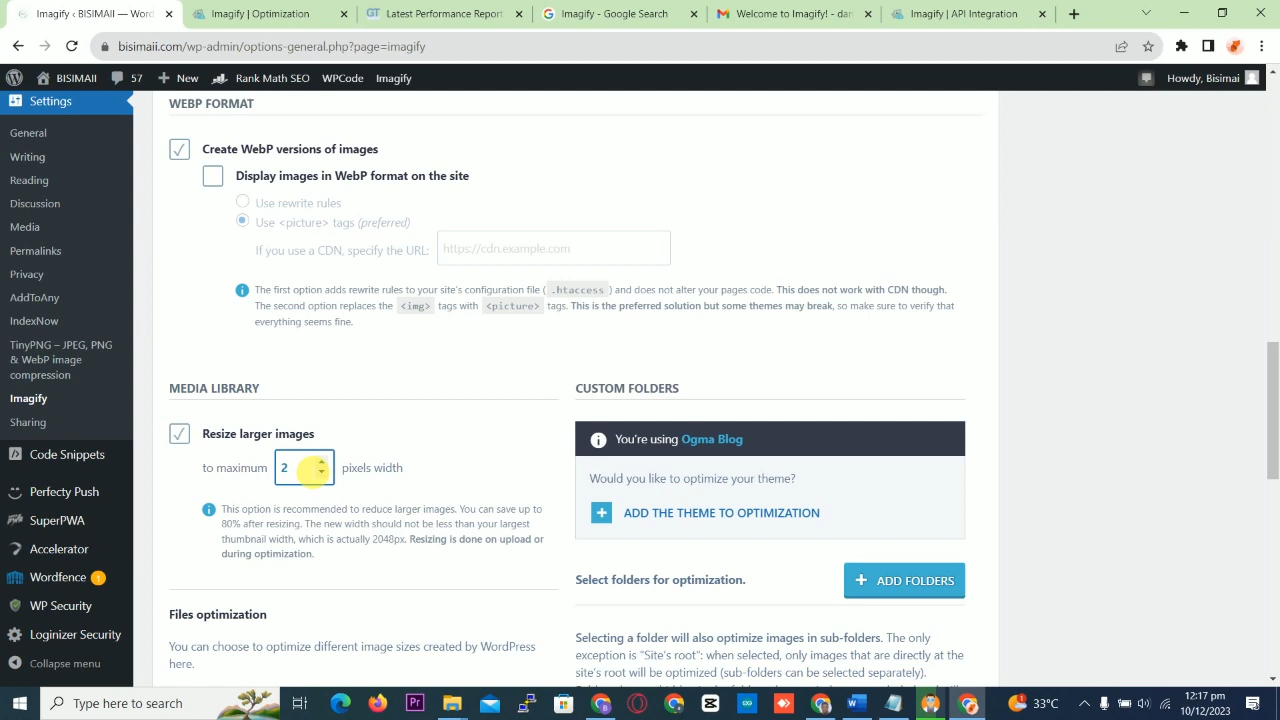 Gmail
Latest Performance Report
Imagify - Google Search
Welcome to Imagify! - dan
API Integration
bisimaii.com/wp-admin/options-general.php?page=imagify
BISIMAII
57
New
Rank Math SEO
WPCode
Imagify
Howdy, Bisimai
Settings
General
Writing
Reading
Discussion
Media
Permalinks
Privacy
AddToAny
IndexNow
TinyPNG – JPEG, PNG
& WebP image
compression
Imagify
Sharing
Code Snippets
Perfecty Push
SuperPWA
Accelerator
Wordfence 1
WP Security
Loginizer Security
Collapse menu
WEBP FORMAT
Create WebP versions of images
Display images in WebP format on the site
Use rewrite rules
Use <picture> tags (preferred)
If you use a CDN, specify the URL: https://cdn.example.com
The first option adds rewrite rules to your site's configuration file ( .htaccess ) and does not alter your pages code. This does not work with CDN though.
The second option replaces the <img> tags with <picture> tags. This is the preferred solution but some themes may break, so make sure to verify that
everything seems fine.
MEDIA LIBRARY
Resize larger images
to maximum 2 pixels width
This option is recommended to reduce larger images. You can save up to
80% after resizing. The new width should not be less than your largest
thumbnail width, which is actually 2048px. Resizing is done on upload or
during optimization.
Files optimization
You can choose to optimize different image sizes created by WordPress
here.
CUSTOM FOLDERS
You're using Ogma Blog
Would you like to optimize your theme?
ADD THE THEME TO OPTIMIZATION
Select folders for optimization.
ADD FOLDERS
Selecting a folder will also optimize images in sub-folders. The only
exception is "Site's root": when selected, only images that are directly at the
site's root will be optimized (sub-folders can be selected separately).
Type here to search
33°C
12:17 pm
10/12/2023